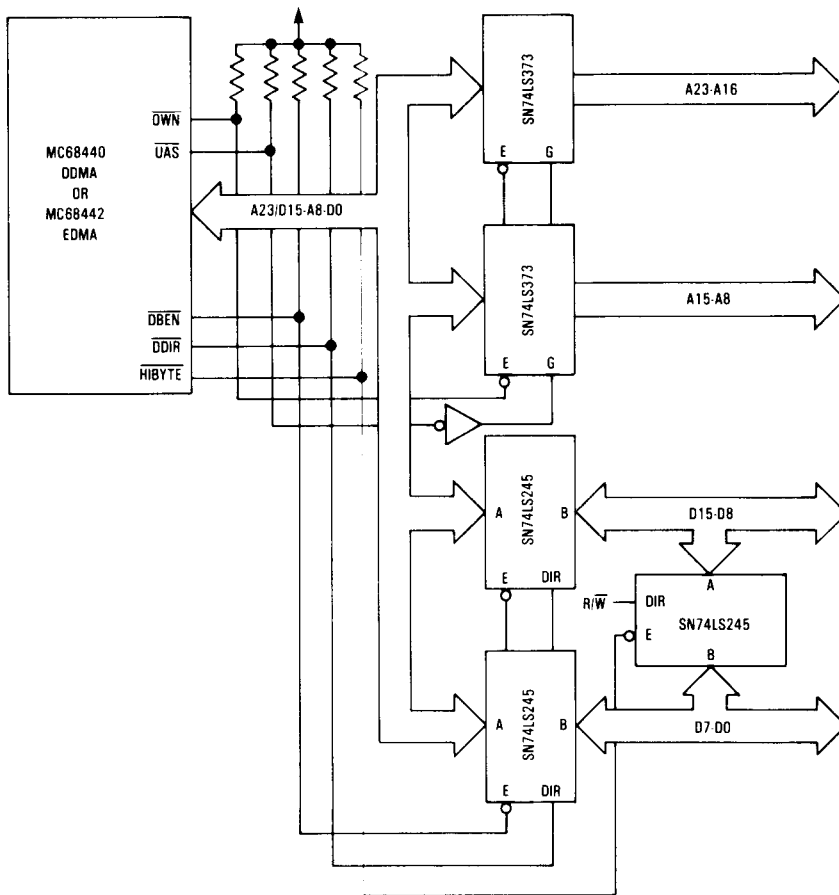 MC68440
DDMA
OR
MC68442
EDMA
OWN
UAS
A23/D15-A8-D0
DBEN
DDIR
HIBYTE
SN74LS373
E
G
A23-A16
SN74LS373
E
G
A15-A8
SN74LS245
A
B
E
DIR
D15-D8
A
R/W
DIR
E
SN74LS245
B
SN74LS245
A
B
E
DIR
D7-D0